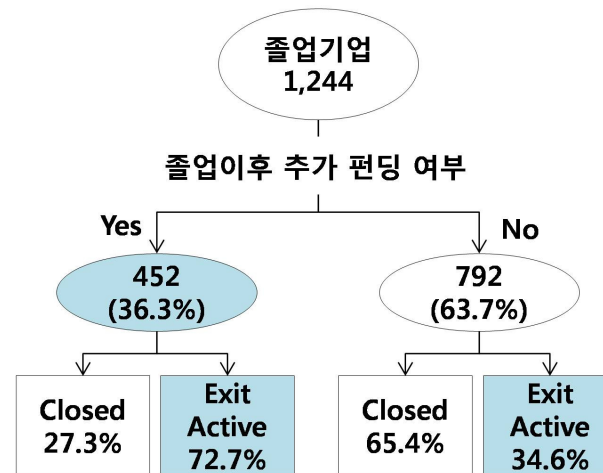 졸업기업
1,244
졸업이후 추가 펀딩 여부
Yes
No
452
(36.3%)
792
(63.7%)
Closed
27.3%
Exit
Active
72.7%
Closed
65.4%
Exit
Active
34.6%